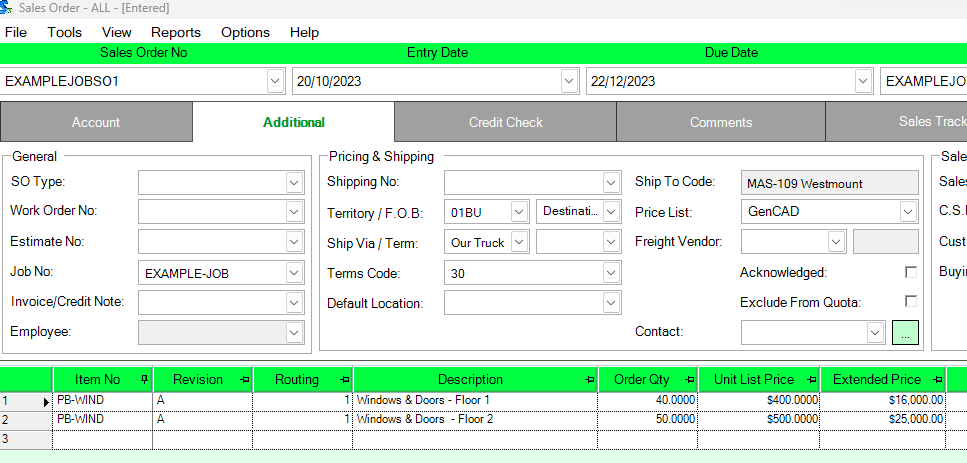 Sales Order - ALL - [Entered]
File Tools View Reports Options Help
Sales Order No Entry Date Due Date
EXAMPLEJOBSO1 20/10/2023 22/12/2023 EXAMPLEJO
Account Additional Credit Check Comments Sales Track
General Pricing & Shipping Sale
SO Type: Shipping No: Ship To Code: MAS-109 Westmount Sales
Work Order No: Territory / F.O.B: 01BU Destinati... Price List: GenCAD C.S.
Estimate No: Ship Via / Term: Our Truck Freight Vendor: Cust
Job No: EXAMPLE-JOB Terms Code: 30 Acknowledged: Buyi
Invoice/Credit Note: Default Location: Exclude From Quota:
Employee: Contact: ...
Item No Revision Routing Description Order Qty Unit List Price Extended Price
1 PB-WIND A 1 Windows & Doors - Floor 1 40.0000 $400.0000 $16,000.00
2 PB-WIND A 1 Windows & Doors - Floor 2 50.0000 $500.0000 $25,000.00
3